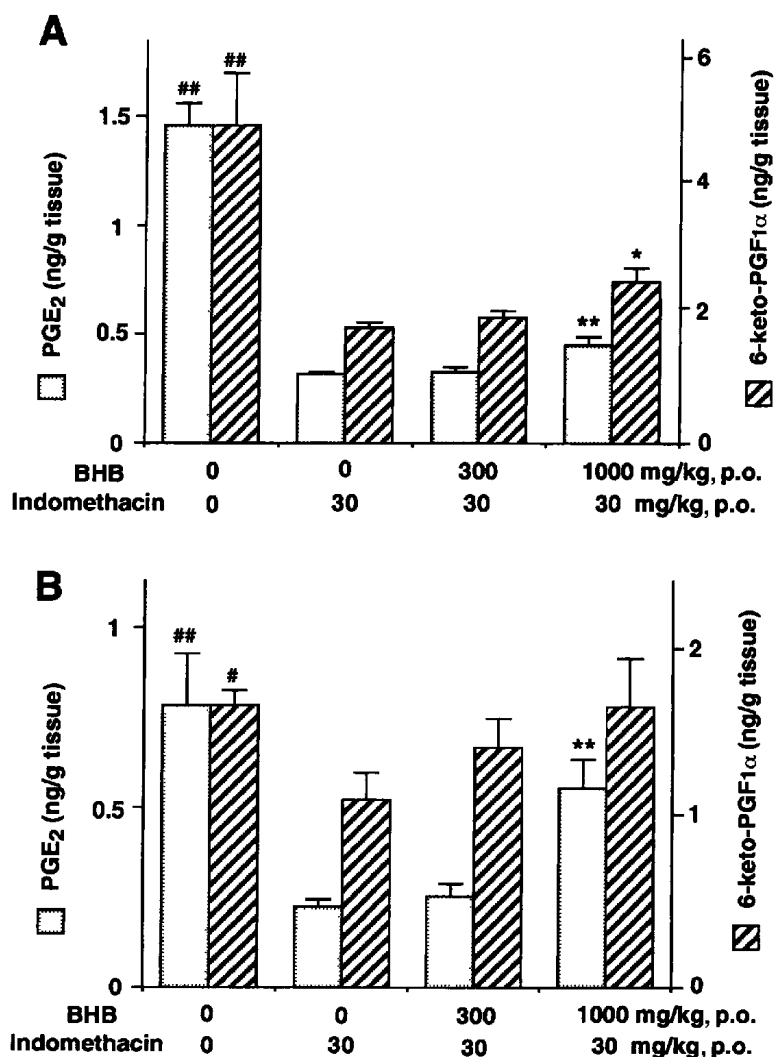 A
## ##
1.5
1
0.5
0
6
4
2
0
PGE2 (ng/g tissue)
6-keto-PGF1α (ng/g tissue)
* 
**
BHB 0 0 300 1000 mg/kg, p.o.
Indomethacin 0 30 30 30 mg/kg, p.o.
B
## #
1
0.5
0
2
1
0
PGE2 (ng/g tissue)
6-keto-PGF1α (ng/g tissue)
**
BHB 0 0 300 1000 mg/kg, p.o.
Indomethacin 0 30 30 30 mg/kg, p.o.